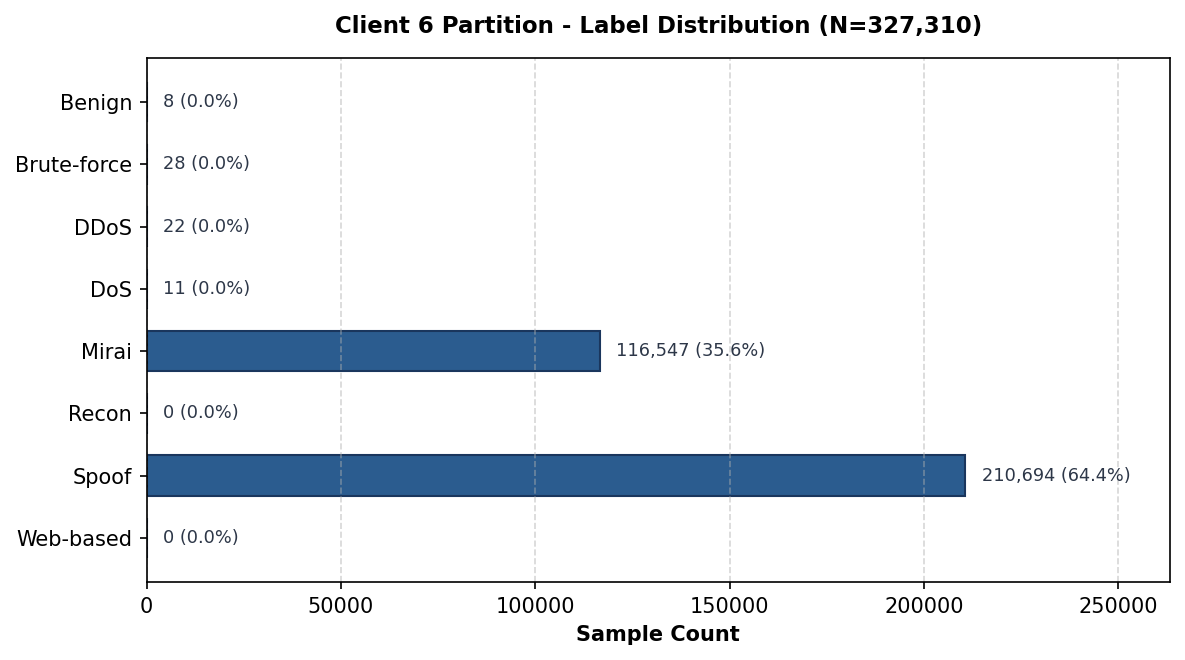 Client 6 Partition - Label Distribution (N=327,310)
Benign 8 (0.0%)
Brute-force 28 (0.0%)
DDoS 22 (0.0%)
DoS 11 (0.0%)
Mirai 116,547 (35.6%)
Recon 0 (0.0%)
Spoof 210,694 (64.4%)
Web-based 0 (0.0%)
0 50000 100000 150000 200000 250000
Sample Count